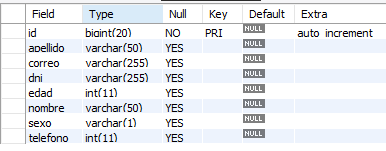 Field Type Null Key Default Extra
id bigint(20) NO PRI NULL auto_increment
apellido varchar(50) YES NULL
correo varchar(255) YES NULL
dni varchar(255) YES NULL
edad int(11) YES NULL
nombre varchar(50) YES NULL
sexo varchar(1) YES NULL
telefono int(11) YES NULL